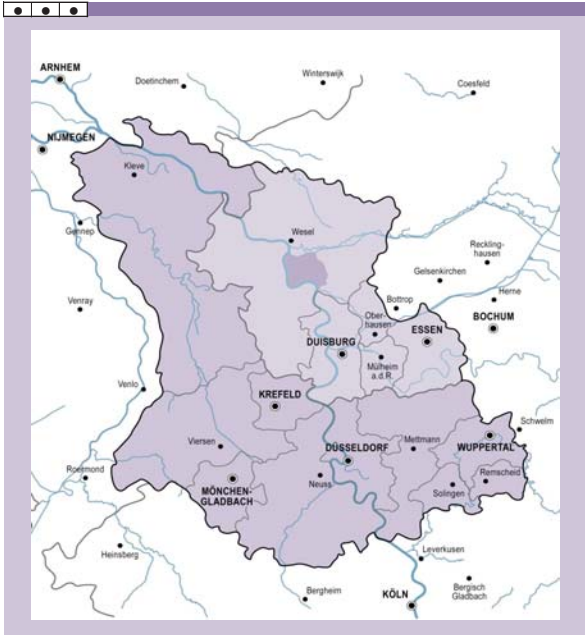 ARNHEM
Doetinchem
Winterswijk
Coesfeld
NIJMEGEN
Kleve
Gennep
Wesel
Reckling-
hausen
Gelsenkirchen
Venray
Bottrop
Herne
Ober-
hausen
ESSEN
BOCHUM
DUISBURG
Mülheim
a.d.R.
Venlo
KREFELD
Schwelm
Viersen
DÜSSELDORF
Mettmann
WUPPERTAL
Roermond
MÖNCHEN-
GLADBACH
Neuss
Remscheid
Solingen
Heinsberg
Leverkusen
Bergheim
KÖLN
Bergisch
Gladbach